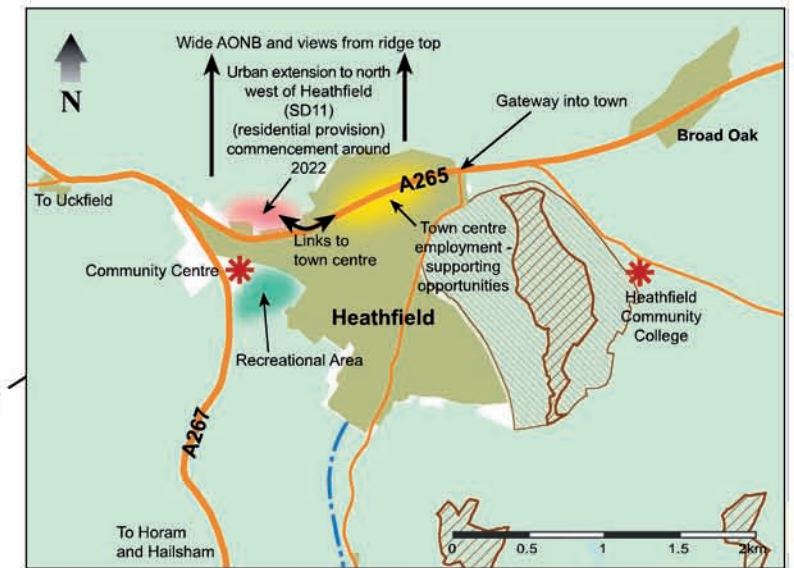 Wide AONB and views from ridge top
N
Urban extension to north
west of Heathfield
(SD11)
(residential provision)
commencement around
2022
Gateway into town
Broad Oak
A265
To Uckfield
Links to
town centre
Town centre
employment -
supporting
opportunities
Community Centre
Heathfield
Heathfield
Community
College
Recreational Area
A267
To Horam
and Hailsham
0 0.5 1 1.5 2km